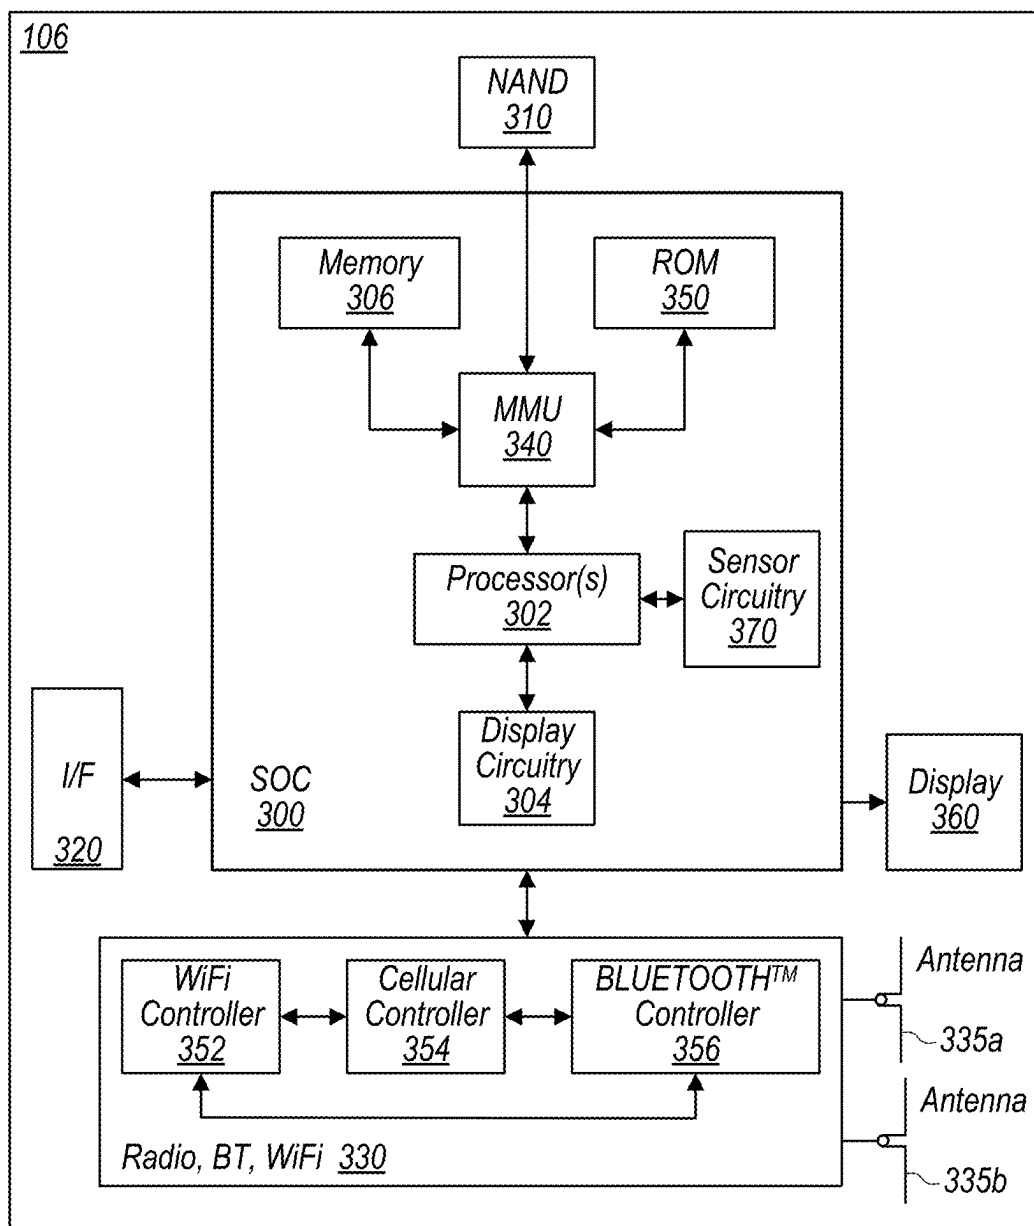 106
NAND
310
Memory
306
ROM
350
MMU
340
Processor(s)
302
Sensor
Circuitry
370
Display
Circuitry
304
SOC
300
I/F
320
Display
360
WiFi
Controller
352
Cellular
Controller
354
BLUETOOTH™
Controller
356
Radio, BT, WiFi 330
Antenna
335a
Antenna
335b